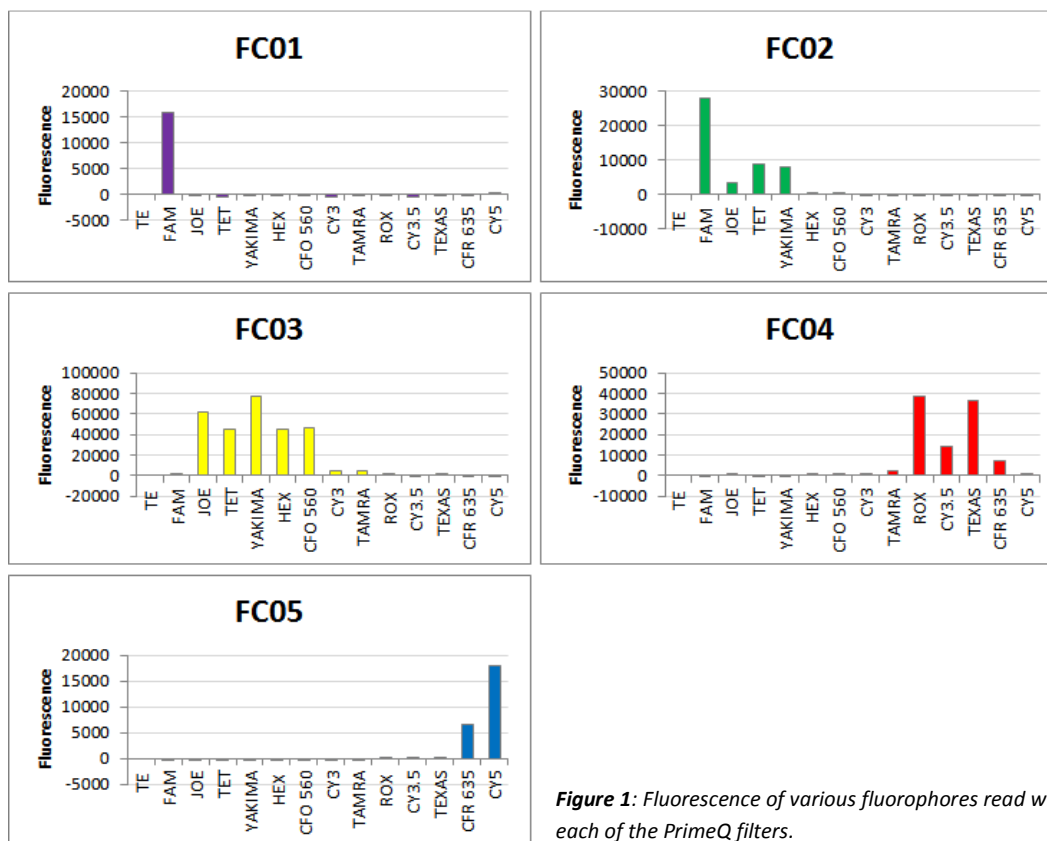 FC01
Fluorescence
20000
15000
10000
5000
0
-5000
TE
FAM
JOE
TET
YAKIMA
HEX
CFO 560
CY3
TAMRA
ROX
CY3.5
TEXAS
CFR 635
CY5
FC02
Fluorescence
30000
20000
10000
0
-10000
TE
FAM
JOE
TET
YAKIMA
HEX
CFO 560
CY3
TAMRA
ROX
CY3.5
TEXAS
CFR 635
CY5
FC03
Fluorescence
100000
80000
60000
40000
20000
0
-20000
TE
FAM
JOE
TET
YAKIMA
HEX
CFO 560
CY3
TAMRA
ROX
CY3.5
TEXAS
CFR 635
CY5
FC04
Fluorescence
50000
40000
30000
20000
10000
0
-10000
TE
FAM
JOE
TET
YAKIMA
HEX
CFO 560
CY3
TAMRA
ROX
CY3.5
TEXAS
CFR 635
CY5
FC05
Fluorescence
20000
15000
10000
5000
0
-5000
TE
FAM
JOE
TET
YAKIMA
HEX
CFO 560
CY3
TAMRA
ROX
CY3.5
TEXAS
CFR 635
CY5
Figure 1: Fluorescence of various fluorophores read w
each of the PrimeQ filters.